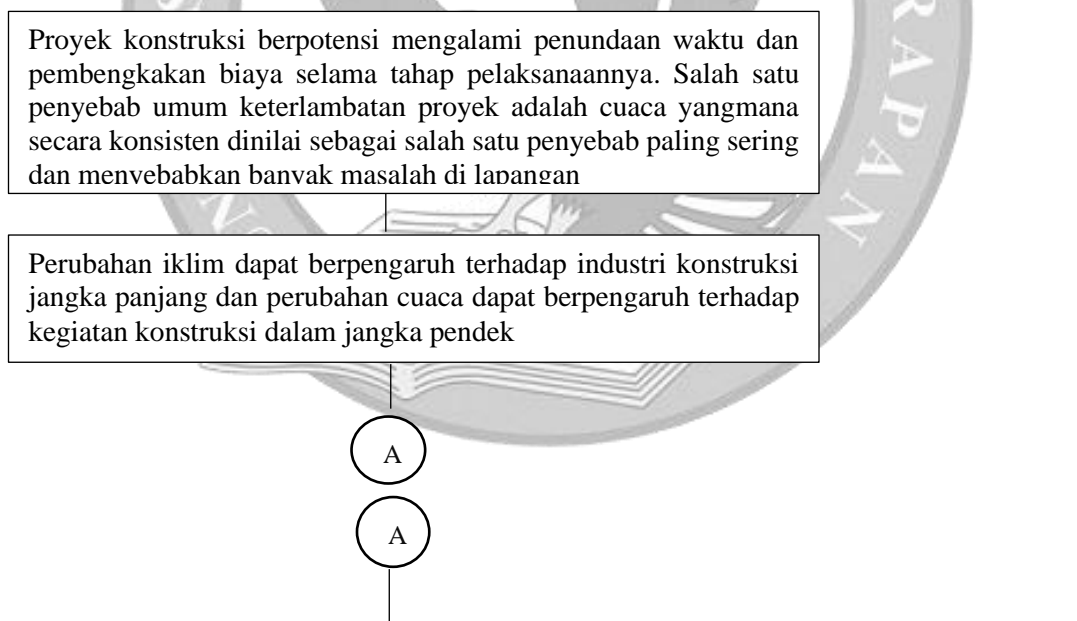 Proyek konstruksi berpotensi mengalami penundaan waktu dan
pembengkakan biaya selama tahap pelaksanaannya. Salah satu
penyebab umum keterlambatan proyek adalah cuaca yangmana
secara konsisten dinilai sebagai salah satu penyebab paling sering
dan menyebabkan banyak masalah di lapangan
Perubahan iklim dapat berpengaruh terhadap industri konstruksi
jangka panjang dan perubahan cuaca dapat berpengaruh terhadap
kegiatan konstruksi dalam jangka pendek
A
A